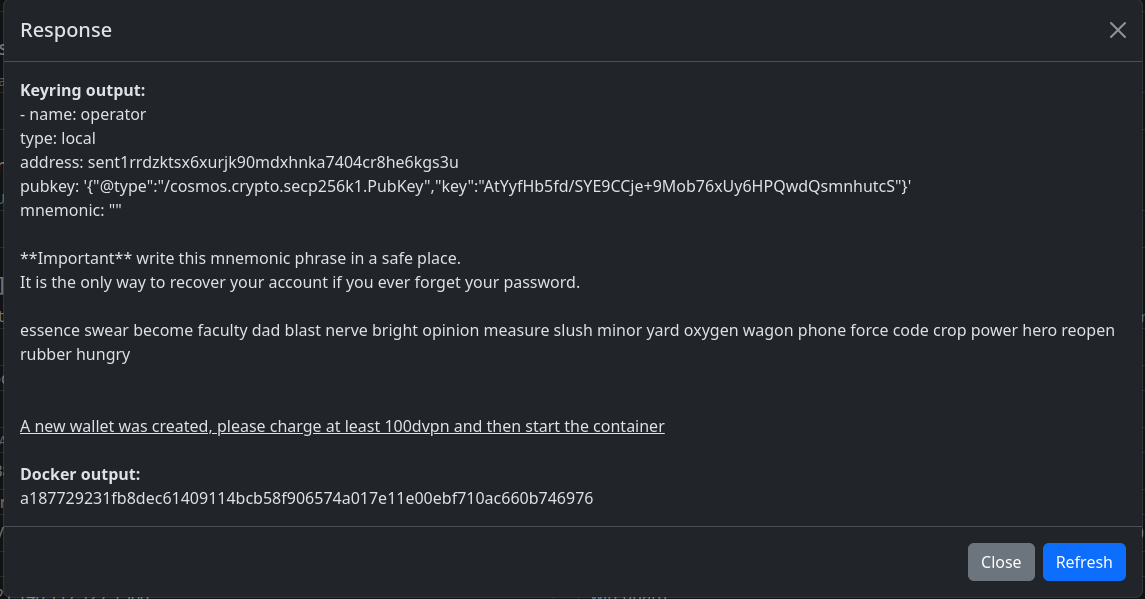 Response
Keyring output:
- name: operator
type: local
address: sent1rrdzktsx6xurjk90mdxhnka7404cr8he6kgs3u
pubkey: '{"@type":"/cosmos.crypto.secp256k1.PubKey","key":"AtYyfHb5fd/SYE9CCje+9Mob76xUy6HPQwdQsmnhutcS"}'
mnemonic: ""
**Important** write this mnemonic phrase in a safe place.
It is the only way to recover your account if you ever forget your password.
essence swear become faculty dad blast nerve bright opinion measure slush minor yard oxygen wagon phone force code crop power hero reopen
rubber hungry
A new wallet was created, please charge at least 100dvpn and then start the container
Docker output:
a187729231fb8dec61409114bcb58f906574a017e11e00ebf710ac660b746976
Close Refresh